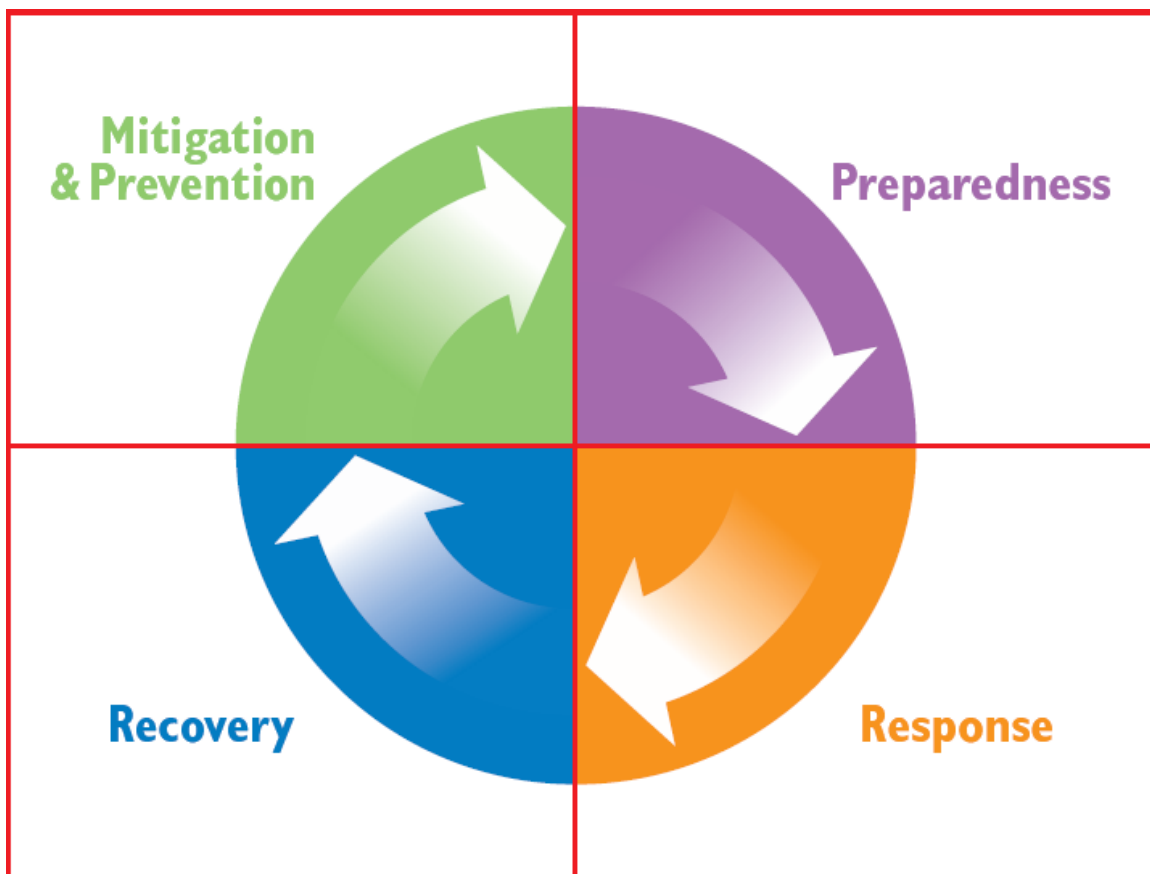 Mitigation
& Prevention
Preparedness
Recovery
Response